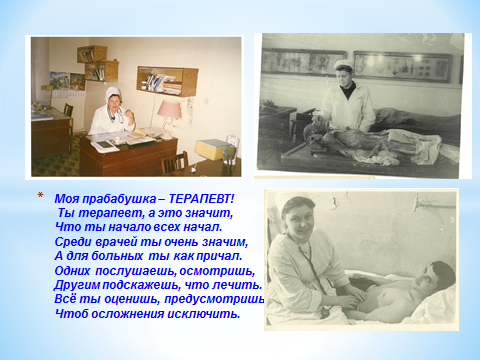 * Моя прабабушка – ТЕРАПЕВТ!
Ты терапевт, а это значит,
Что ты начало всех начал.
Среди врачей ты очень значим,
А для больных ты как причал.
Одних послушаешь, осмотришь,
Другим подскажешь, что лечить.
Всё ты оценишь, предусмотришь
Чтоб осложнения исключить.